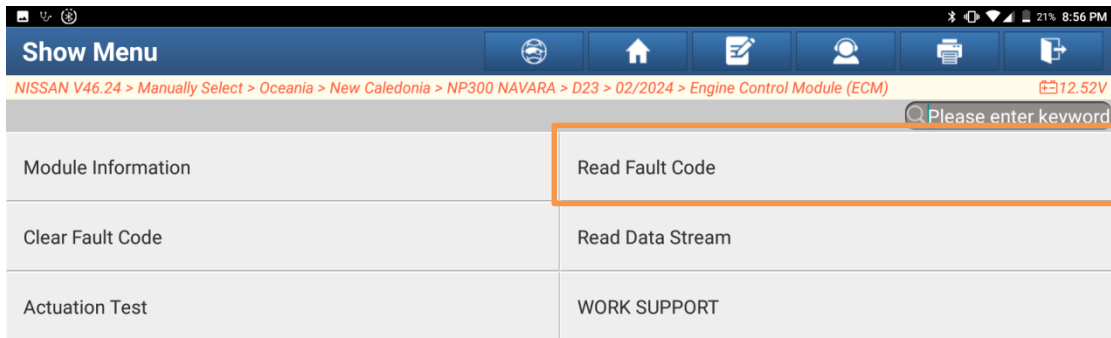 21% 8:56 PM
Show Menu
NISSAN V46.24 > Manually Select > Oceania > New Caledonia > NP300 NAVARA > D23 > 02/2024 > Engine Control Module (ECM) 12.52V
Please enter keyword
Module Information Read Fault Code
Clear Fault Code Read Data Stream
Actuation Test WORK SUPPORT